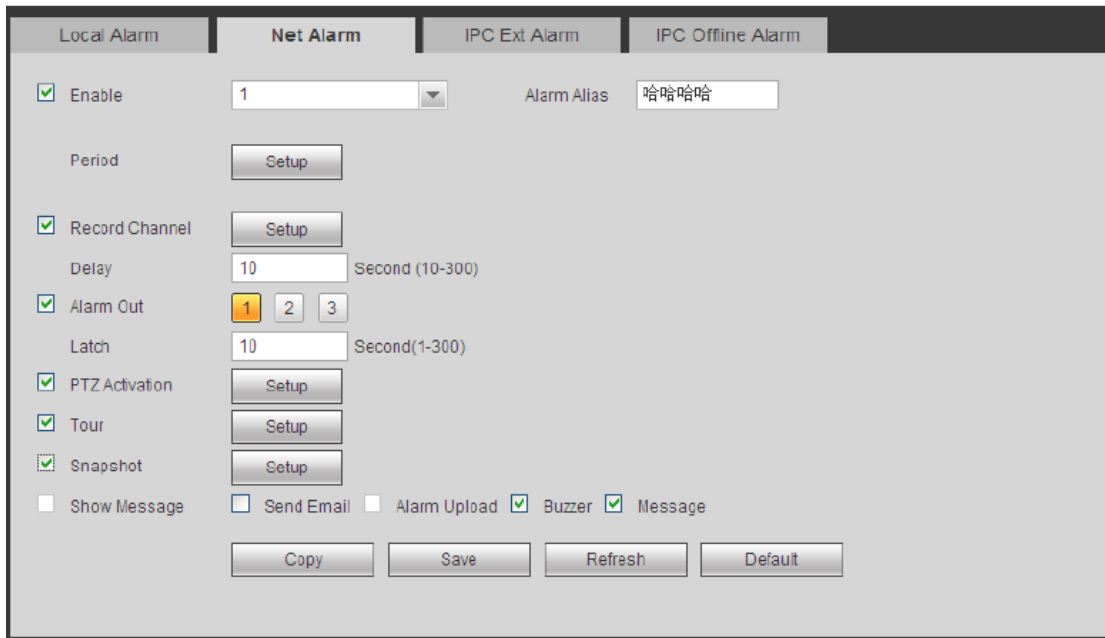 Local Alarm Net Alarm IPC Ext Alarm IPC Offline Alarm
Enable 1 Alarm Alias 哈哈哈哈
Period Setup
Record Channel Setup
Delay 10 Second (10-300)
Alarm Out 1 2 3
Latch 10 Second(1-300)
PTZ Activation Setup
Tour Setup
Snapshot Setup
Show Message Send Email Alarm Upload Buzzer Message
Copy Save Refresh Default